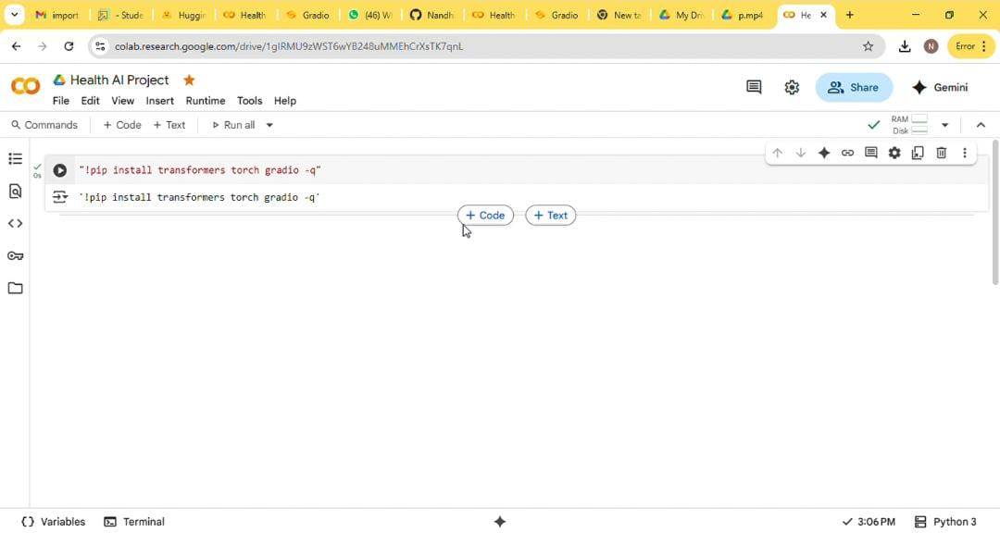 import
- Stude
Huggin
Health
Gradio
(46) W
Nandh
Health
Gradio
New ta
My Dri
p.mp4
He
colab.research.google.com/drive/1glRMU9zWST6wYB248uMMEhCrXsTK7qnL
N
Error
Health AI Project
File Edit View Insert Runtime Tools Help
Share
Gemini
Commands + Code + Text Run all
RAM
Disk
0s
"!pip install transformers torch gradio -q"
'!pip install transformers torch gradio -q'
+ Code + Text
{} Variables Terminal
3:06 PM Python 3